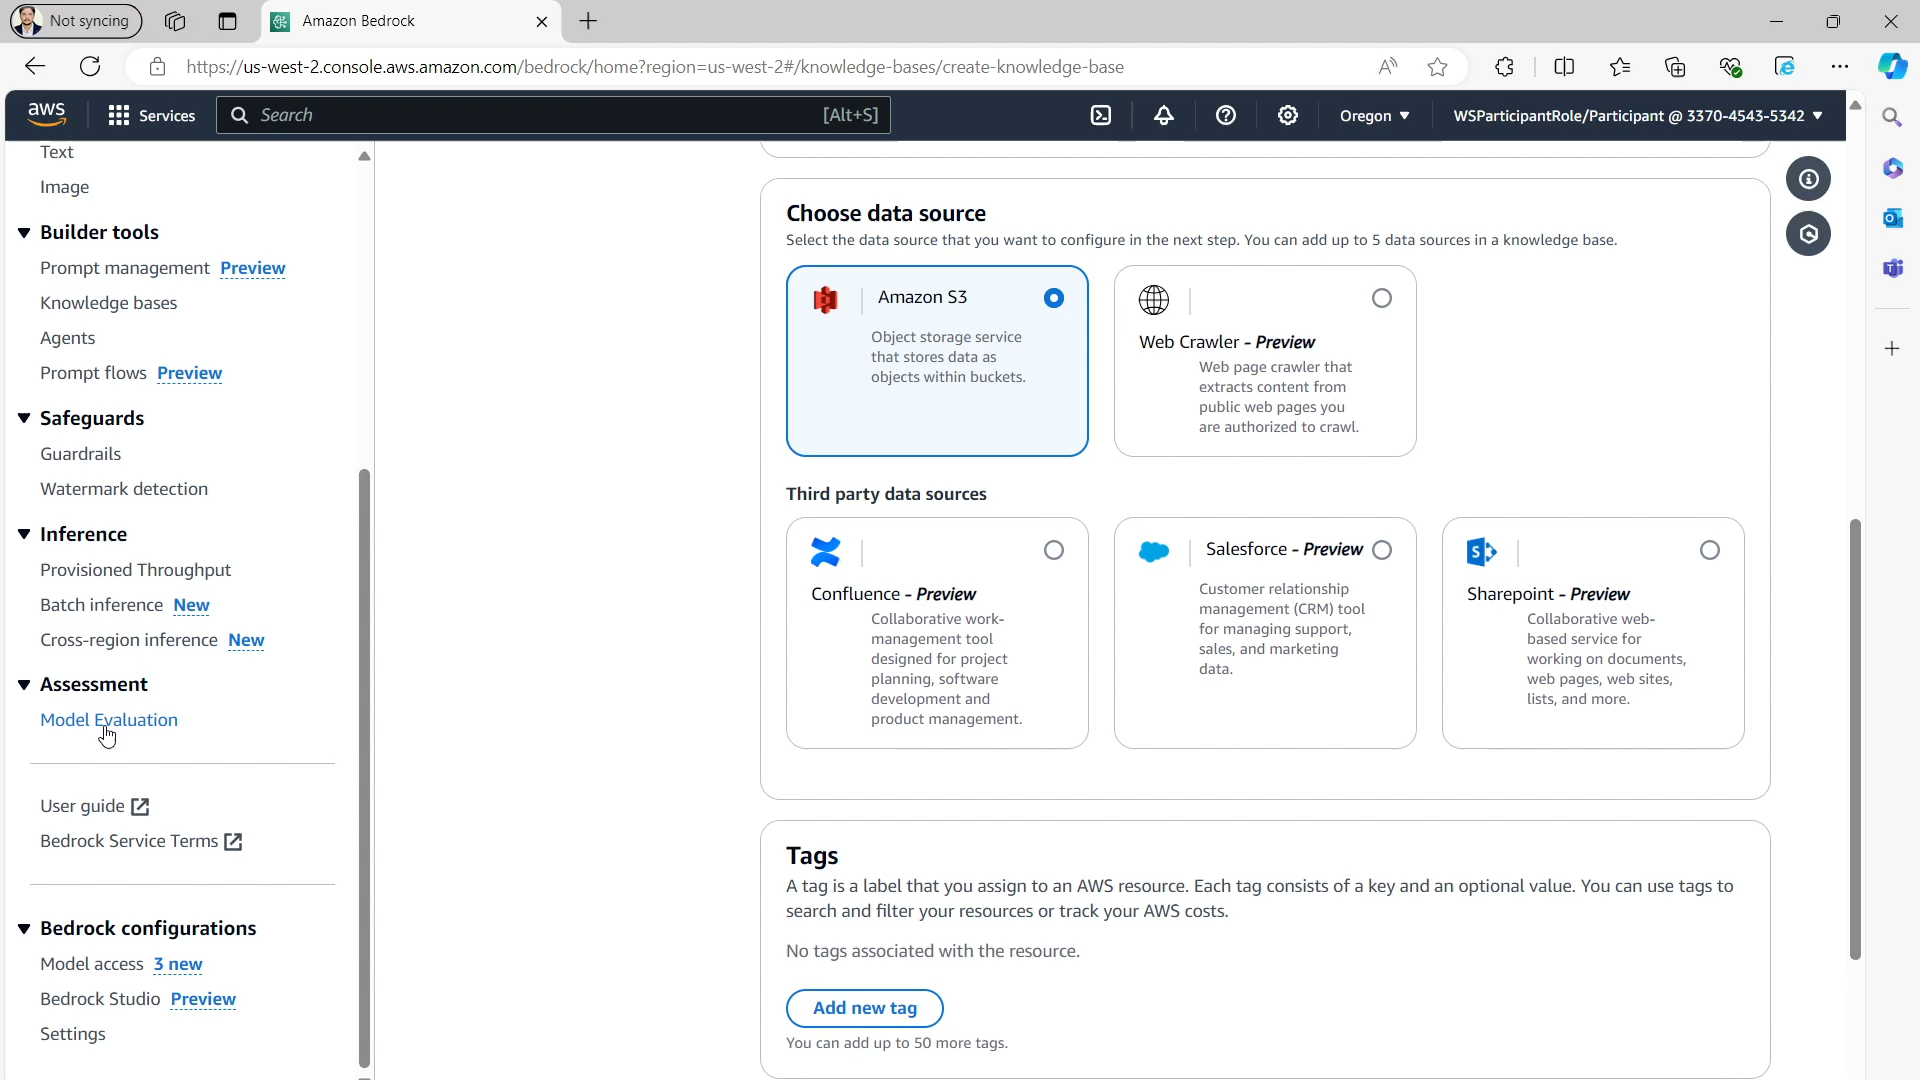 Not syncing
Amazon Bedrock
https://us-west-2.console.aws.amazon.com/bedrock/home?region=us-west-2#/knowledge-bases/create-knowledge-base
aws
Services
Search
[Alt+S]
Oregon
WSParticipantRole/Participant @ 3370-4543-5342
Text
Image
Builder tools
Prompt management Preview
Knowledge bases
Agents
Prompt flows Preview
Safeguards
Guardrails
Watermark detection
Inference
Provisioned Throughput
Batch inference New
Cross-region inference New
Assessment
Model Evaluation
User guide
Bedrock Service Terms
Bedrock configurations
Model access 3 new
Bedrock Studio Preview
Settings
Choose data source
Select the data source that you want to configure in the next step. You can add up to 5 data sources in a knowledge base.
Amazon S3
Object storage service
that stores data as
objects within buckets.
Web Crawler - Preview
Web page crawler that
extracts content from
public web pages you
are authorized to crawl.
Third party data sources
Confluence - Preview
Collaborative work-
management tool
designed for project
planning, software
development and
product management.
Salesforce - Preview
Customer relationship
management (CRM) tool
for managing support,
sales, and marketing
data.
Sharepoint - Preview
Collaborative web-
based service for
working on documents,
web pages, web sites,
lists, and more.
Tags
A tag is a label that you assign to an AWS resource. Each tag consists of a key and an optional value. You can use tags to
search and filter your resources or track your AWS costs.
No tags associated with the resource.
Add new tag
You can add up to 50 more tags.